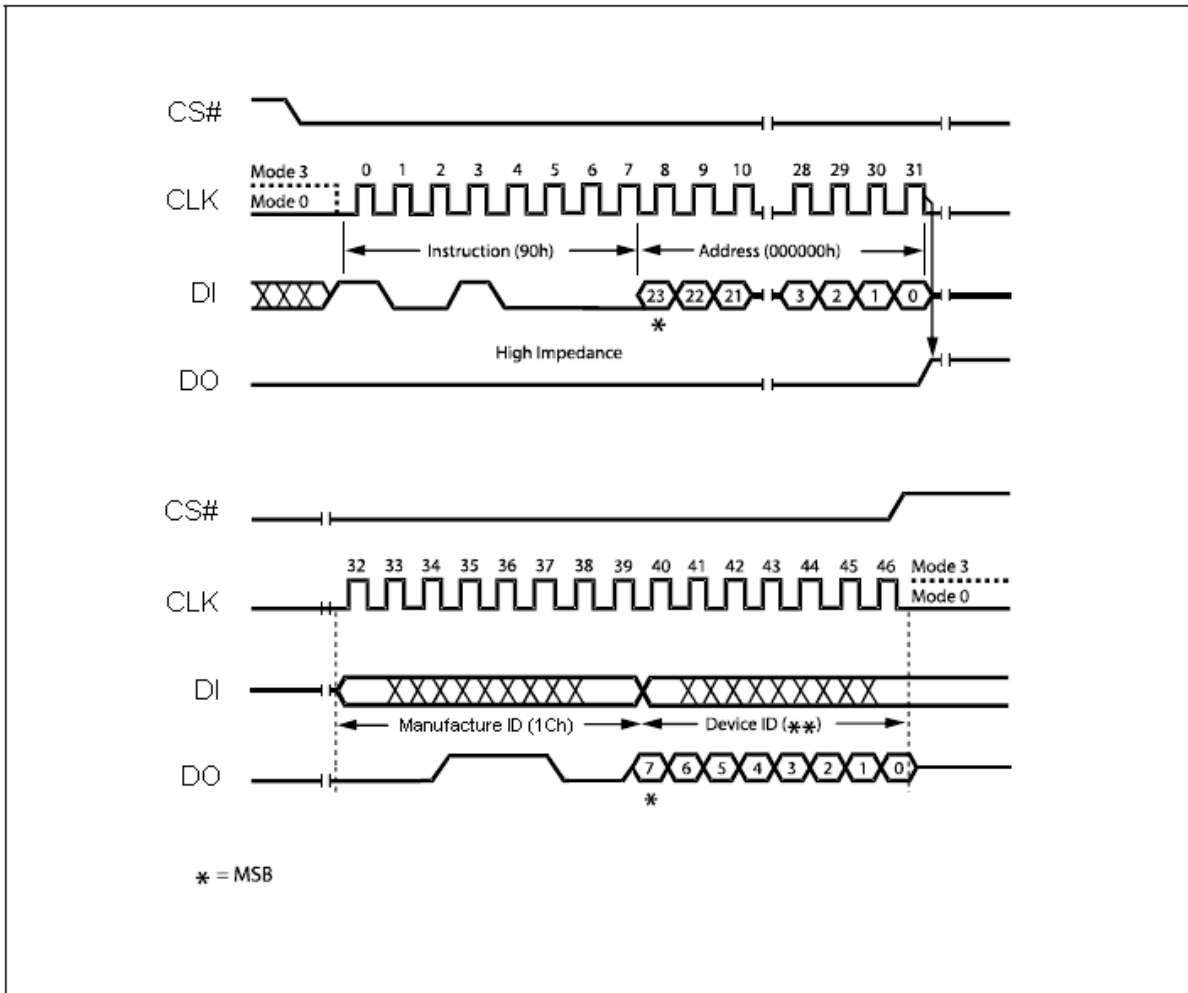 CS#
Mode 3
0 1 2 3 4 5 6 7 8 9 10 28 29 30 31
CLK
Mode 0
Instruction (90h) Address (000000h)
DI 23 22 21 3 2 1 0
*
High Impedance
DO
CS#
32 33 34 35 36 37 38 39 40 41 42 43 44 45 46 Mode 3
CLK Mode 0
DI
Manufacture ID (1Ch) Device ID (**)
DO 7 6 5 4 3 2 1 0
*
* = MSB